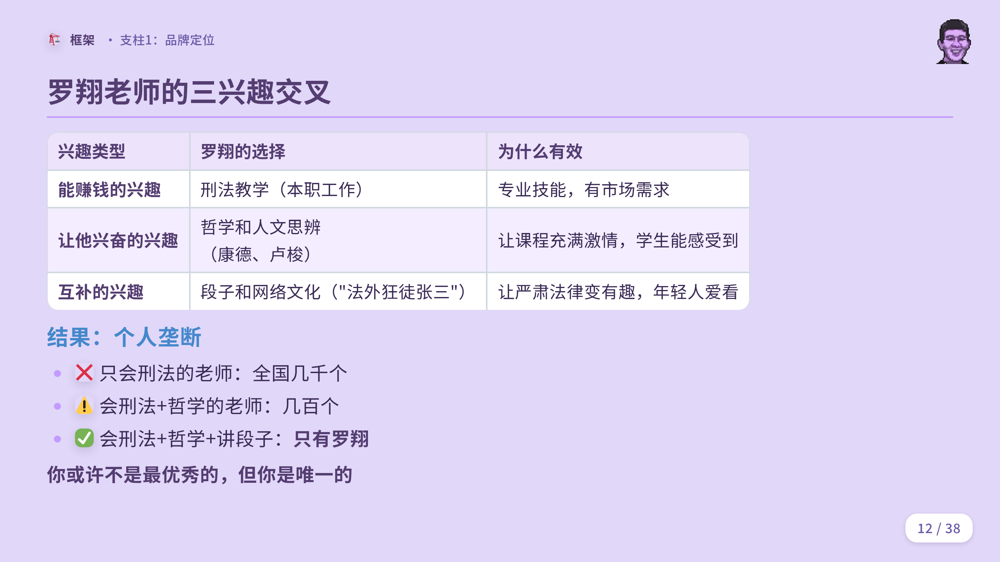 框架 • 支柱1：品牌定位
罗翔老师的三兴趣交叉
兴趣类型 罗翔的选择 为什么有效
能赚钱的兴趣 刑法教学（本职工作） 专业技能，有市场需求
让他兴奋的兴趣 哲学和人文思辨 让课程充满激情，学生能感受到
（康德、卢梭）
互补的兴趣 段子和网络文化（"法外狂徒张三"） 让严肃法律变有趣，年轻人爱看
结果：个人垄断
• ❌ 只会刑法的老师：全国几千个
• ⚠️ 会刑法+哲学的老师：几百个
• ✅ 会刑法+哲学+讲段子：只有罗翔
你或许不是最优秀的，但你是唯一的
12 / 38